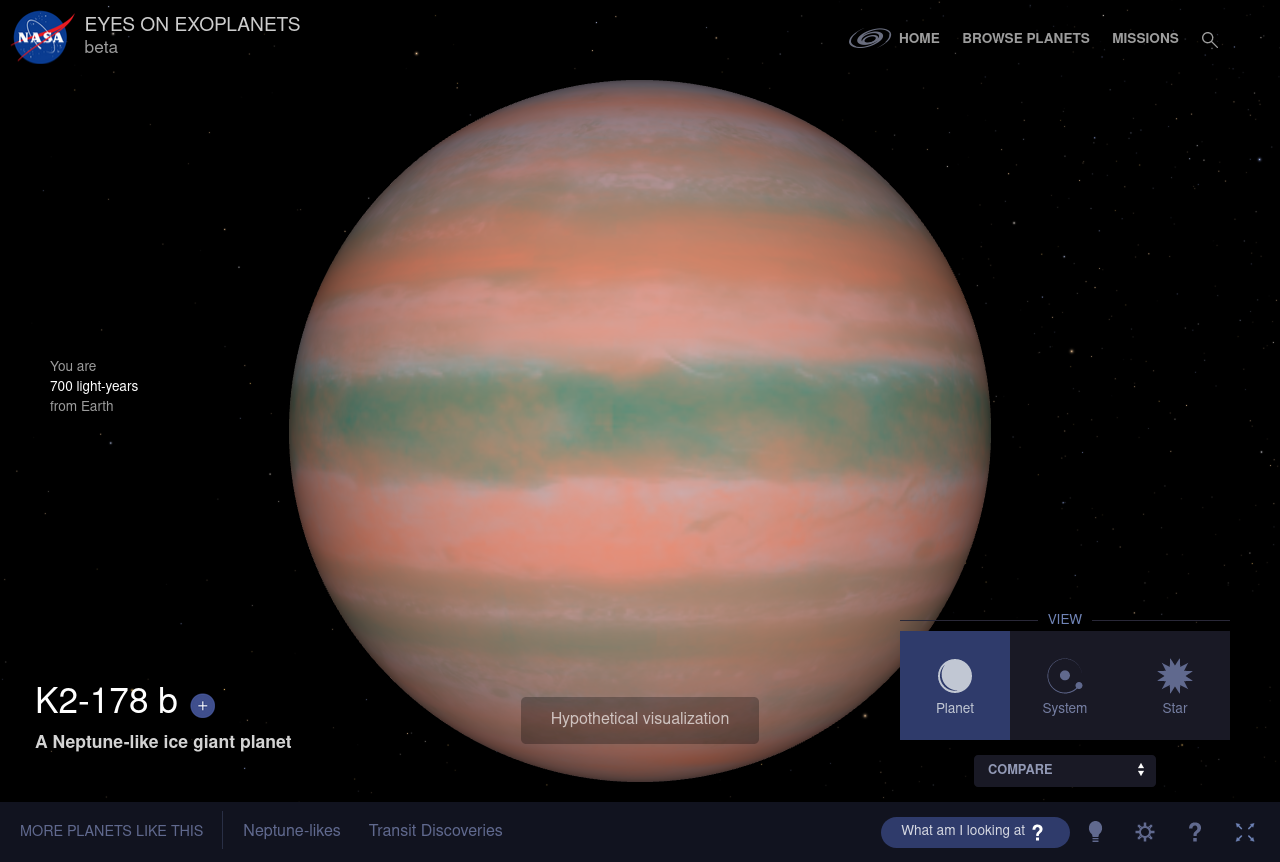 NASA
EYES ON EXOPLANETS
beta
HOME
BROWSE PLANETS
MISSIONS
You are
700 light-years
from Earth
VIEW
Planet
System
Star
K2-178 b +
A Neptune-like ice giant planet
Hypothetical visualization
COMPARE
MORE PLANETS LIKE THIS
Neptune-likes
Transit Discoveries
What am I looking at ?
?